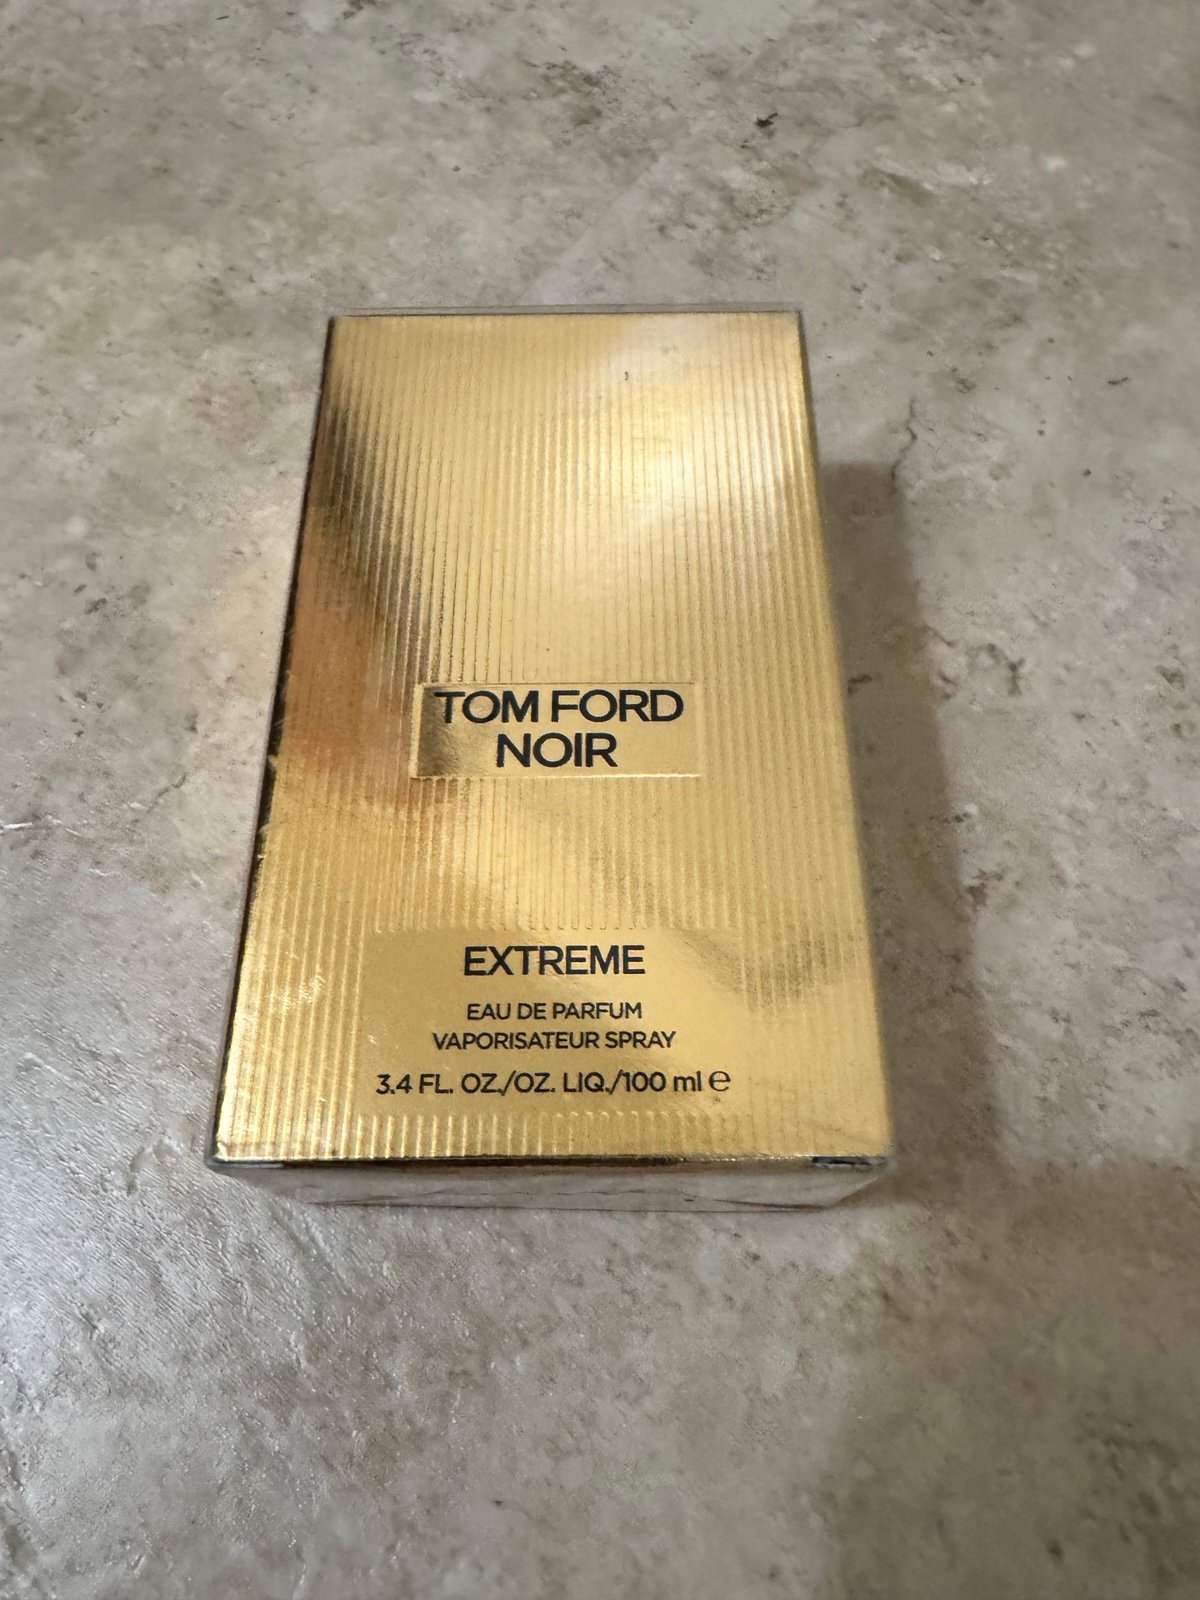 TOM FORD
NOIR
EXTREME
EAU DE PARFUM
VAPORISATEUR SPRAY
3.4 FL. OZ./OZ. LIQ./100 ml ℮